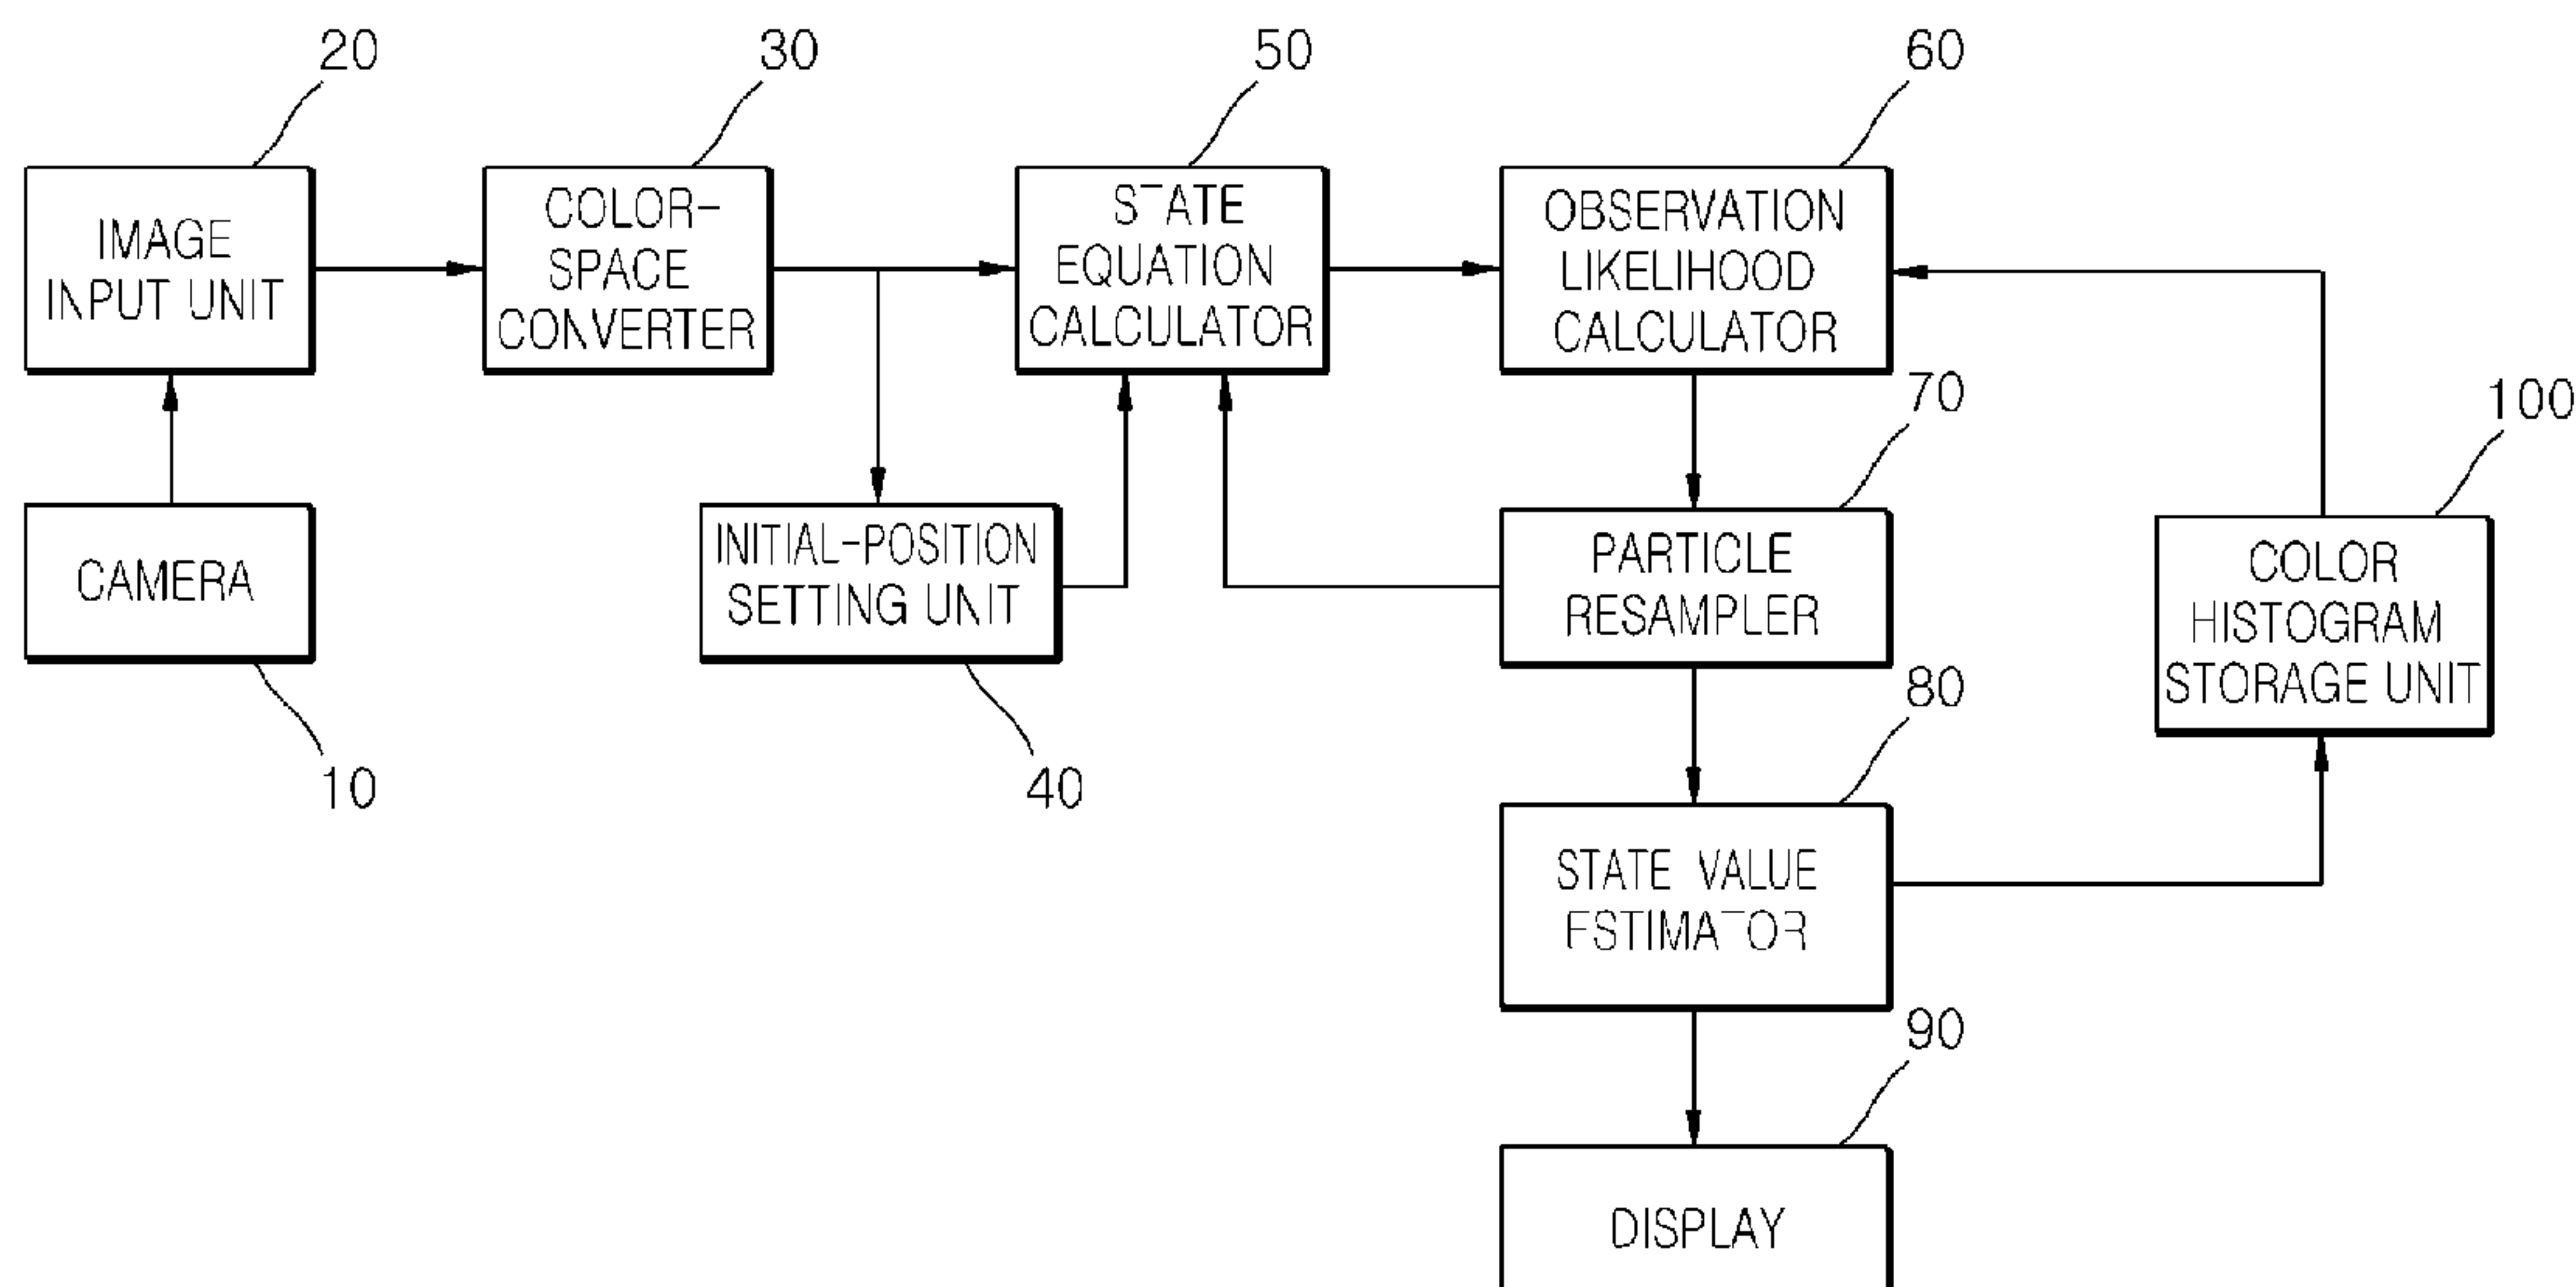 20
30
50
60
IMAGE
INPUT UNIT
COLOR-
SPACE
CONVERTER
STATE
EQUATION
CALCULATOR
OBSERVATION
LIKELIHOOD
CALCULATOR
70
100
CAMERA
INITIAL-POSITION
SETTING UNIT
PARTICLE
RESAMPLER
COLOR
HISTOGRAM
STORAGE UNIT
10
40
80
STATE VALUE
ESTIMATOR
90
DISPLAY